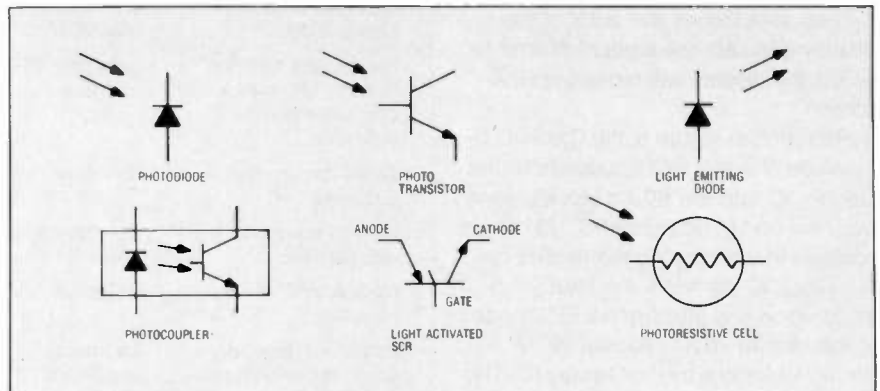 PHOTODIODE
PHOTO
TRANSISTOR
LIGHT EMITTING
DIODE
ANODE
CATHODE
GATE
PHOTOCOUPLER
LIGHT ACTIVATED
SCR
PHOTORESISTIVE CELL